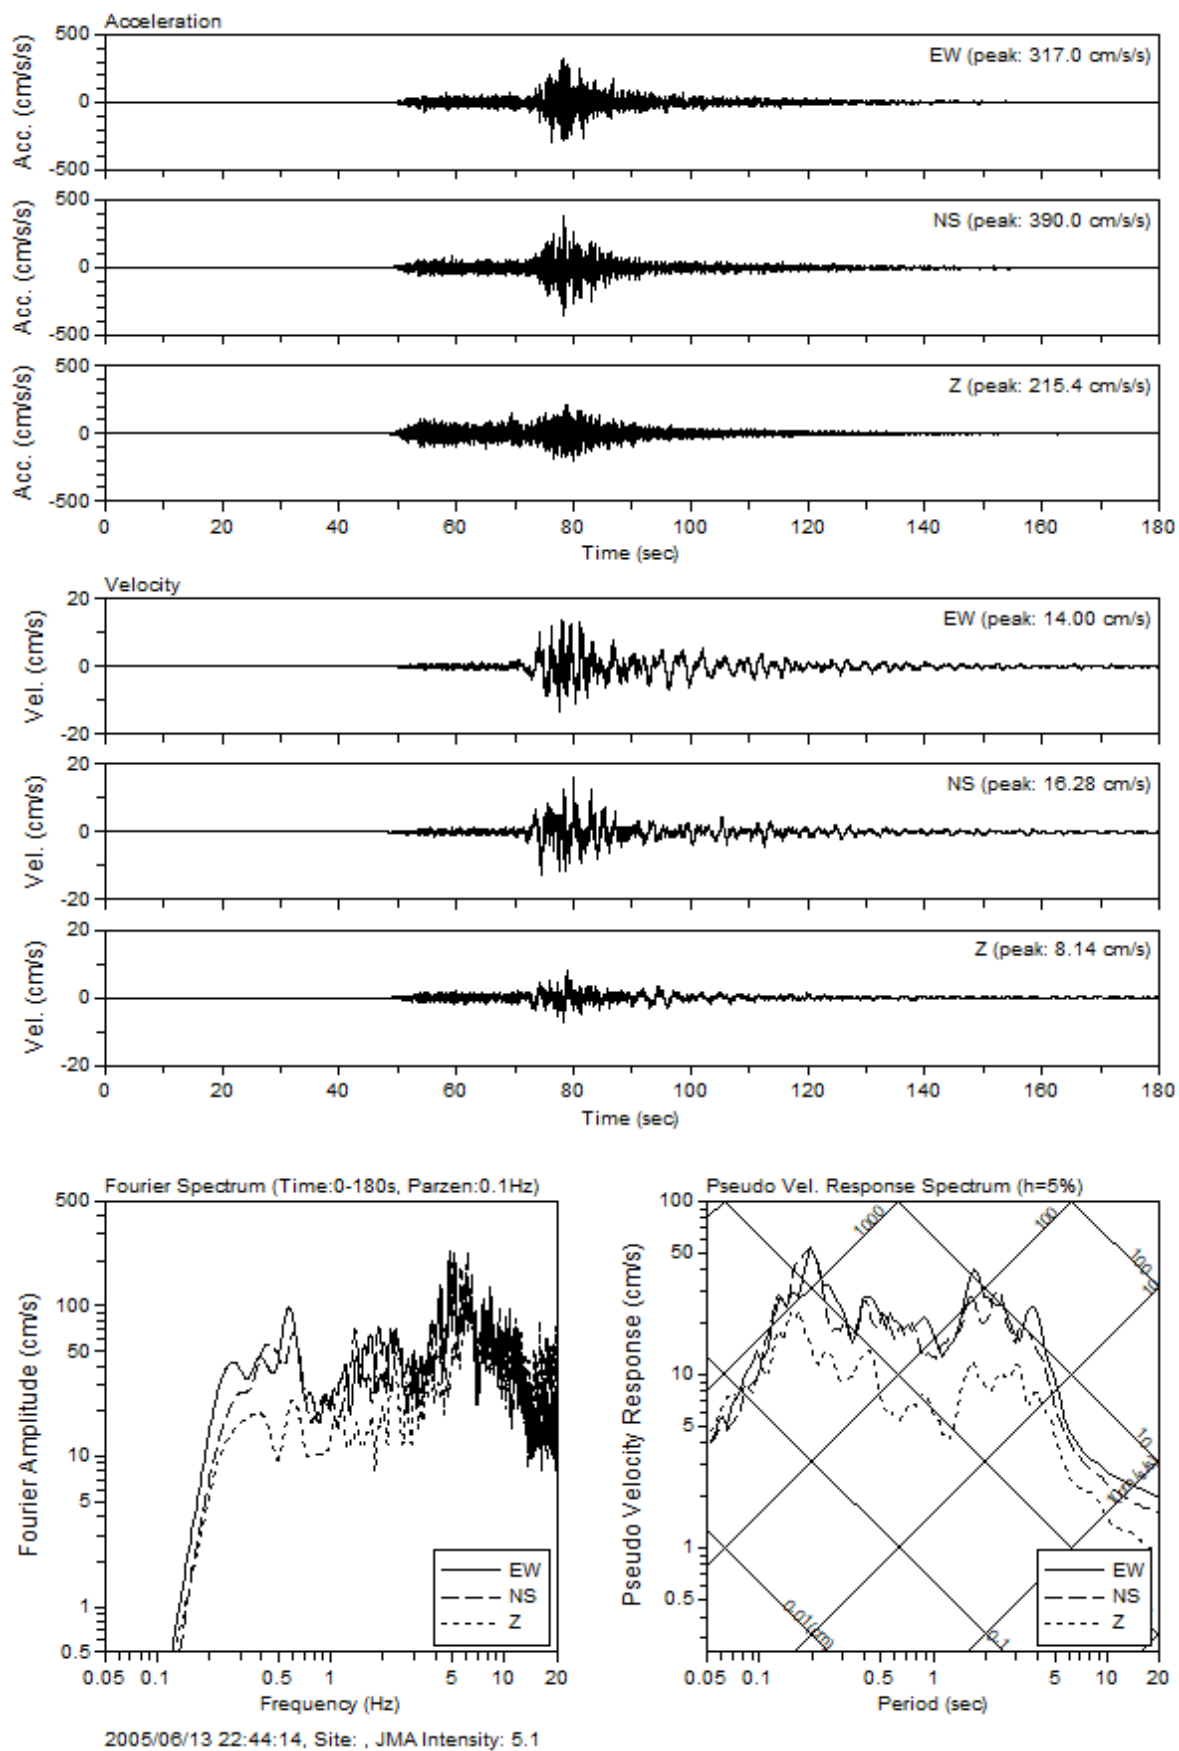 Acceleration
500
0
-500
Acc. (cm/s/s)
EW (peak: 317.0 cm/s/s)
500
0
-500
Acc. (cm/s/s)
NS (peak: 390.0 cm/s/s)
500
0
-500
Acc. (cm/s/s)
Z (peak: 215.4 cm/s/s)
0 20 40 60 80 100 120 140 160 180
Time (sec)
Velocity
20
0
-20
Vel. (cm/s)
EW (peak: 14.00 cm/s)
20
0
-20
Vel. (cm/s)
NS (peak: 16.28 cm/s)
20
0
-20
Vel. (cm/s)
Z (peak: 8.14 cm/s)
0 20 40 60 80 100 120 140 160 180
Time (sec)
Fourier Spectrum (Time:0-180s, Parzen:0.1Hz)
500
100
50
10
5
1
0.5
Fourier Amplitude (cm/s)
EW
NS
Z
0.05 0.1 0.5 1 5 10 20
Frequency (Hz)
Pseudo Vel. Response Spectrum (h=5%)
100
50
10
5
1
0.5
Pseudo Velocity Response (cm/s)
1000
100
100
10
10
0.01(cm)
0.1
EW
NS
Z
0.05 0.1 0.5 1 5 10 20
Period (sec)
2005/06/13 22:44:14, Site: , JMA Intensity: 5.1